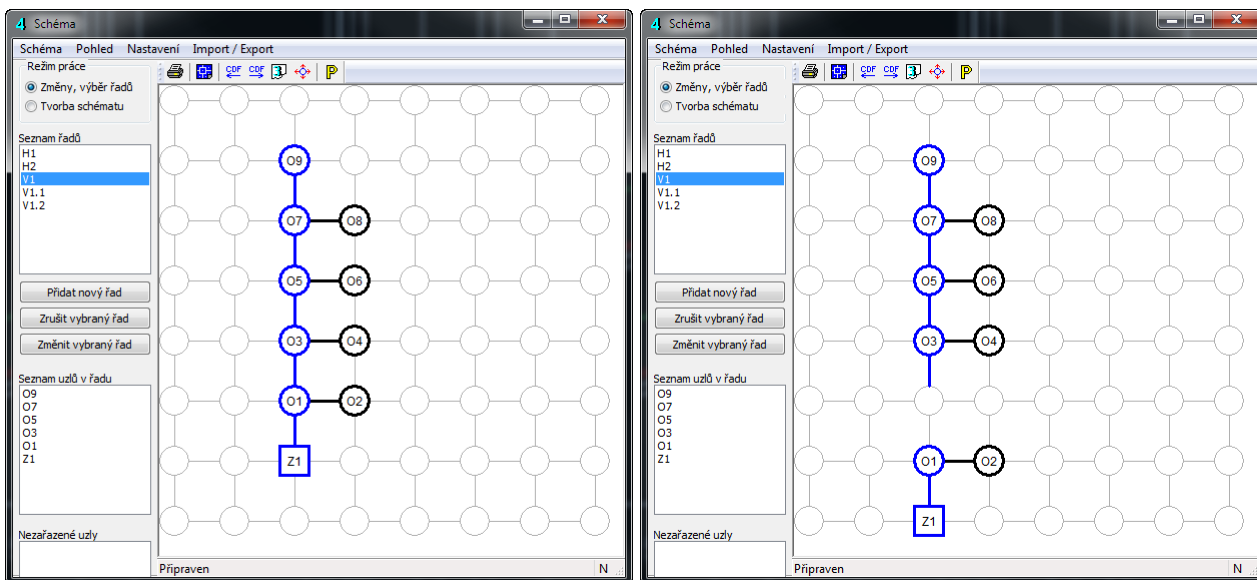 4 Schéma
Schéma Pohled Nastavení Import / Export
Režim práce
Změny, výběr řadů
Tvorba schématu
CDF CDF P
Seznam řadů
H1
H2
V1
V1.1
V1.2
Přidat nový řad
Zrušit vybraný řad
Změnit vybraný řad
Seznam uzlů v řadu
O9
O7
O5
O3
O1
Z1
Nezařazené uzly
O9
O7 O8
O5 O6
O3 O4
O1 O2
Z1
Připraven N
4 Schéma
Schéma Pohled Nastavení Import / Export
Režim práce
Změny, výběr řadů
Tvorba schématu
CDF CDF P
Seznam řadů
H1
H2
V1
V1.1
V1.2
Přidat nový řad
Zrušit vybraný řad
Změnit vybraný řad
Seznam uzlů v řadu
O9
O7
O5
O3
O1
Z1
Nezařazené uzly
O9
O7 O8
O5 O6
O3 O4
O1 O2
Z1
Připraven N